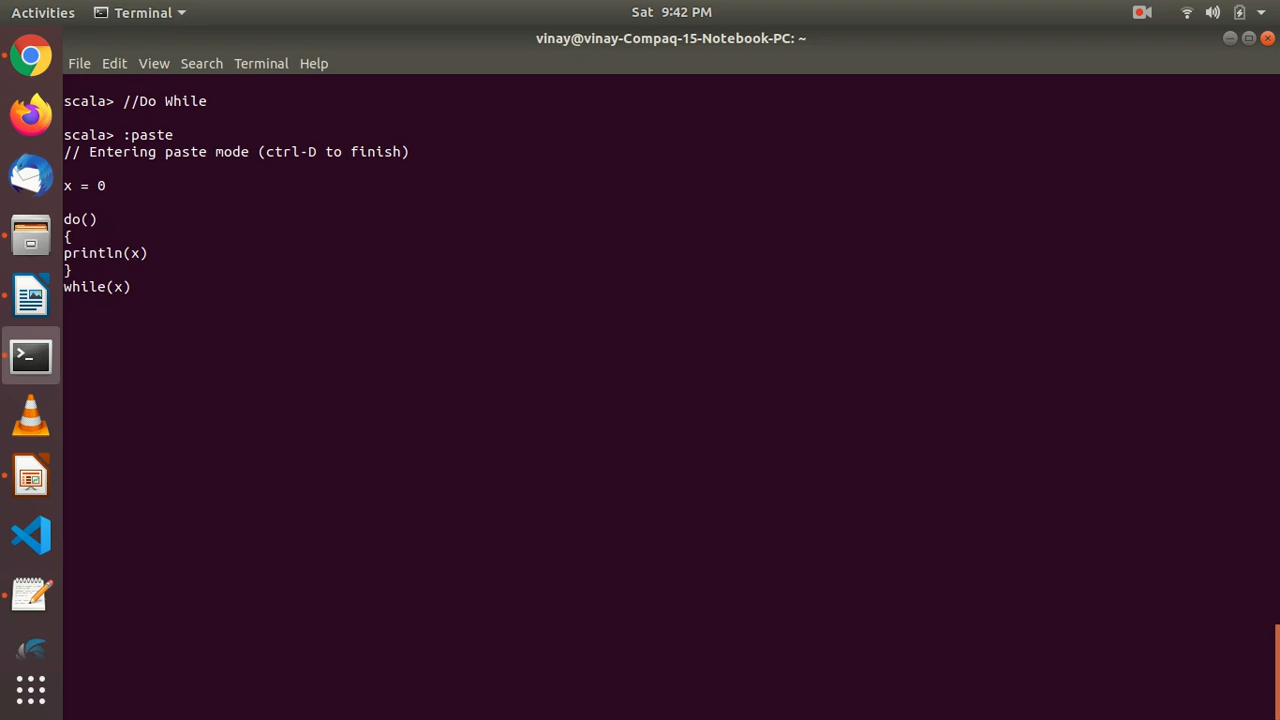 Activities
Terminal
Sat 9:42 PM
vinay@vinay-Compaq-15-Notebook-PC: ~
File Edit View Search Terminal Help
scala> //Do While
scala> :paste
// Entering paste mode (ctrl-D to finish)
x = 0
do()
{
println(x)
}
while(x)